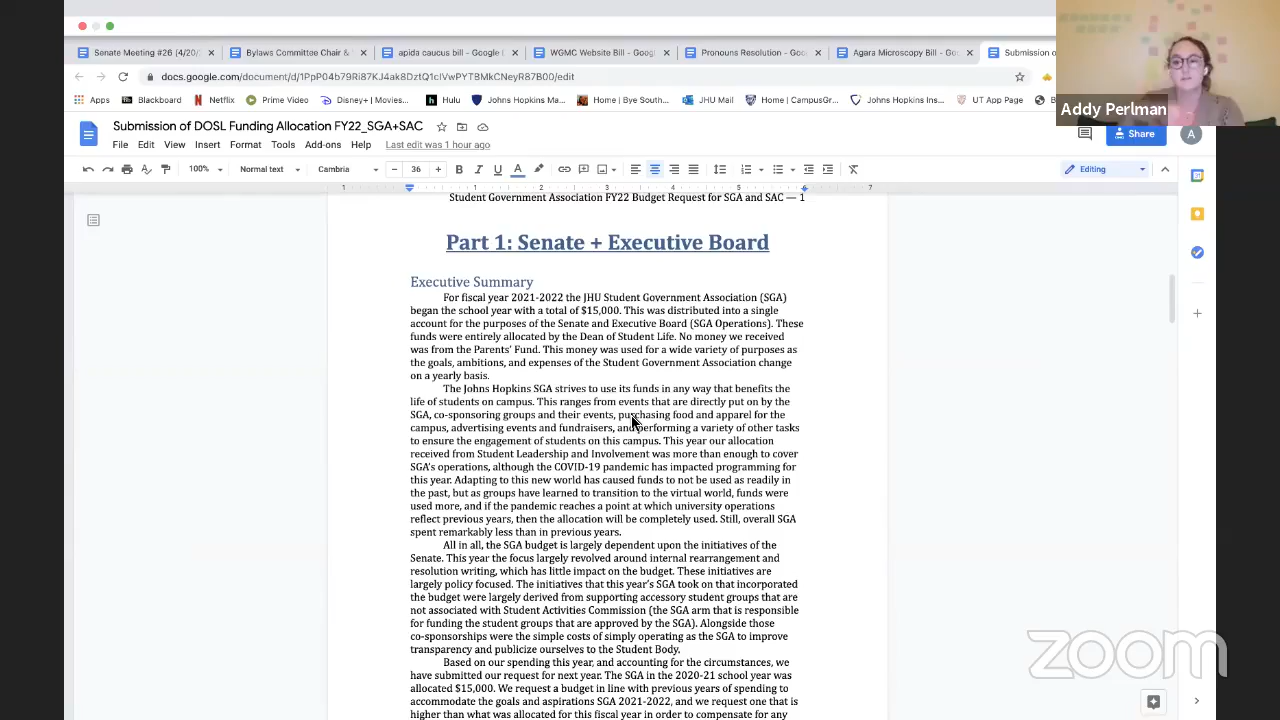 Senate Meeting #26 (4/20/
Bylaws Committee Chair &
apida caucus bill - Google
WGMC Website Bill - Goog
Pronouns Resolution - Goo
Agara Microscopy Bill - Go
Submission o
docs.google.com/document/d/1PpP04b79Ri87KJ4ak8DztQ1cIVwPYT8MkCNeyR87B00/edit
Apps
Blackboard
Netflix
Prime Video
Disney+ | Movies...
Hulu
Johns Hopkins Ma...
Home | Bye South...
JHU Mail
Home | CampusGr...
Johns Hopkins Ins...
UT App Page
Addy Perlman
Submission of DOSL Funding Allocation FY22_SGA+SAC
Share
A
File Edit View Insert Format Tools Add-ons Help Last edit was 1 hour ago
100% Normal text Cambria 36 B I U A Editing
1 1 2 3 4 5 7
Student Government Association FY22 Budget Request for SGA and SAC — 1
Part 1: Senate + Executive Board
Executive Summary
For fiscal year 2021-2022 the JHU Student Government Association (SGA)
began the school year with a total of $15,000. This was distributed into a single
account for the purposes of the Senate and Executive Board (SGA Operations). These
funds were entirely allocated by the Dean of Student Life. No money we received
was from the Parents' Fund. This money was used for a wide variety of purposes as
the goals, ambitions, and expenses of the Student Government Association change
on a yearly basis.
The Johns Hopkins SGA strives to use its funds in any way that benefits the
life of students on campus. This ranges from events that are directly put on by the
SGA, co-sponsoring groups and their events, purchasing food and apparel for the
campus, advertising events and fundraisers, and performing a variety of other tasks
to ensure the engagement of students on this campus. This year our allocation
received from Student Leadership and Involvement was more than enough to cover
SGA's operations, although the COVID-19 pandemic has impacted programming for
this year. Adapting to this new world has caused funds to not be used as readily in
the past, but as groups have learned to transition to the virtual world, funds were
used more, and if the pandemic reaches a point at which university operations
reflect previous years, then the allocation will be completely used. Still, overall SGA
spent remarkably less than in previous years.
All in all, the SGA budget is largely dependent upon the initiatives of the
Senate. This year the focus largely revolved around internal rearrangement and
resolution writing, which has little impact on the budget. These initiatives are
largely policy focused. The initiatives that this year's SGA took on that incorporated
the budget were largely derived from supporting accessory student groups that are
not associated with Student Activities Commission (the SGA arm that is responsible
for funding the student groups that are approved by the SGA). Alongside those
co-sponsorships were the simple costs of simply operating as the SGA to improve
transparency and publicize ourselves to the Student Body.
Based on our spending this year, and accounting for the circumstances, we
have submitted our request for next year. The SGA in the 2020-21 school year was
allocated $15,000. We request a budget in line with previous years of spending to
accommodate the goals and aspirations SGA 2021-2022, and we request one that is
higher than what was allocated for this fiscal year in order to compensate for any
zoom